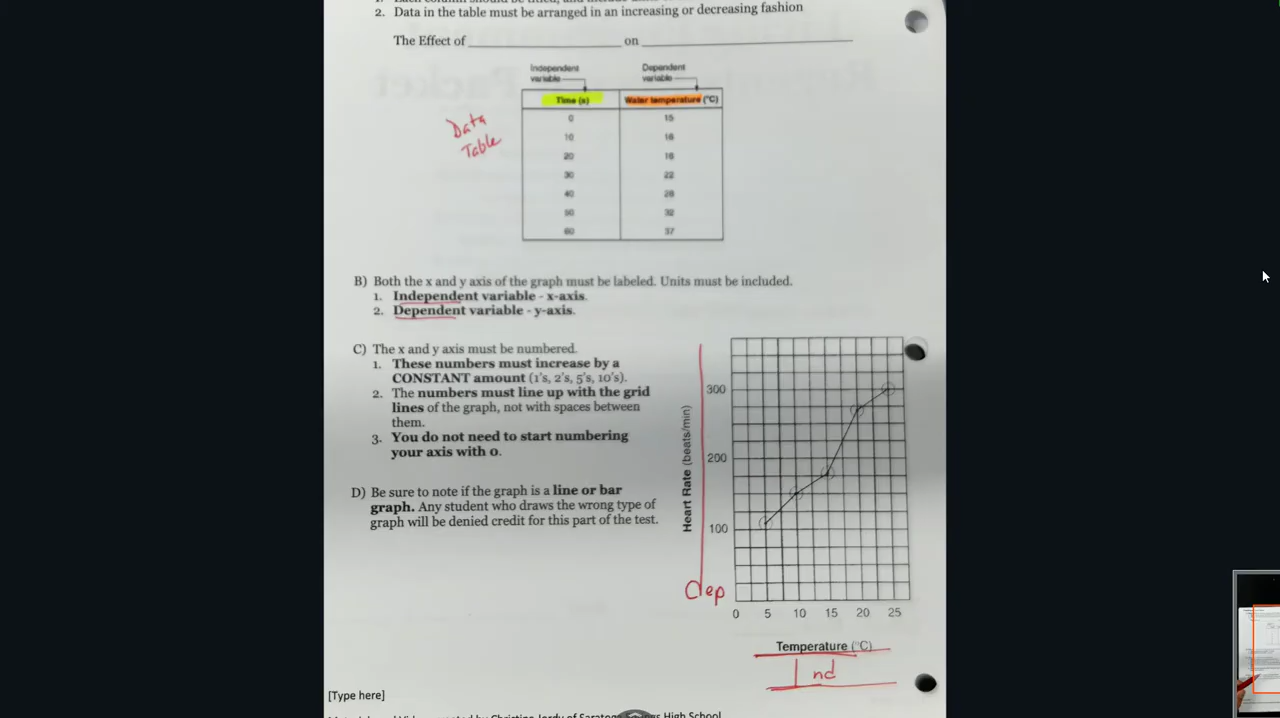 2. Data in the table must be arranged in an increasing or decreasing fashion
The Effect of on
Independent variable
Dependent variable
Time (s) Water temperature (°C)
0 15
10
20
30 22
40 28
50 32
60 37
Data
Table
B) Both the x and y axis of the graph must be labeled. Units must be included.
1. Independent variable - x-axis.
2. Dependent variable - y-axis.
C) The x and y axis must be numbered.
1. These numbers must increase by a
CONSTANT amount (1's, 2's, 5's, 10's).
2. The numbers must line up with the grid
lines of the graph, not with spaces between
them.
3. You do not need to start numbering
your axis with 0.
D) Be sure to note if the graph is a line or bar
graph. Any student who draws the wrong type of
graph will be denied credit for this part of the test.
Heart Rate (beats/min)
300
200
100
Dep
0 5 10 15 20 25
Temperature (°C)
Ind
[Type here]
High School